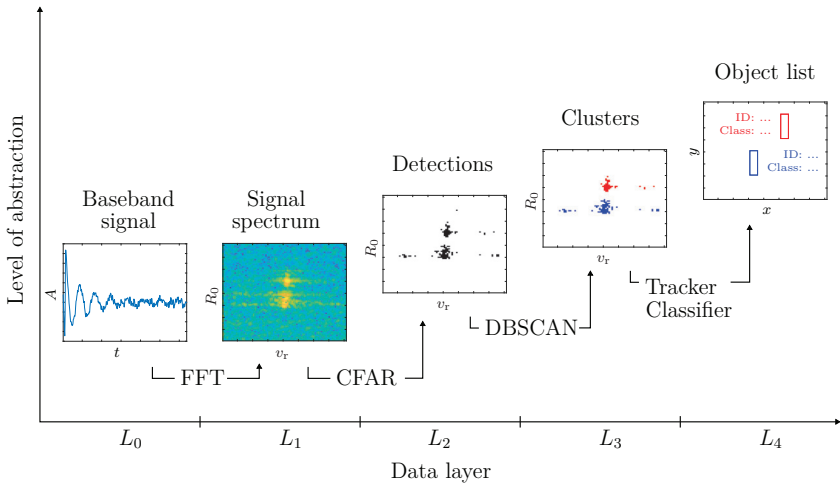 Level of abstraction
Baseband
signal
A
t
FFT
Signal
spectrum
R₀
vᵣ
CFAR
Detections
R₀
vᵣ
DBSCAN
Clusters
R₀
vᵣ
Tracker
Classifier
Object list
ID: ...
Class: ...
ID: ...
Class: ...
y
x
L₀ L₁ L₂ L₃ L₄
Data layer